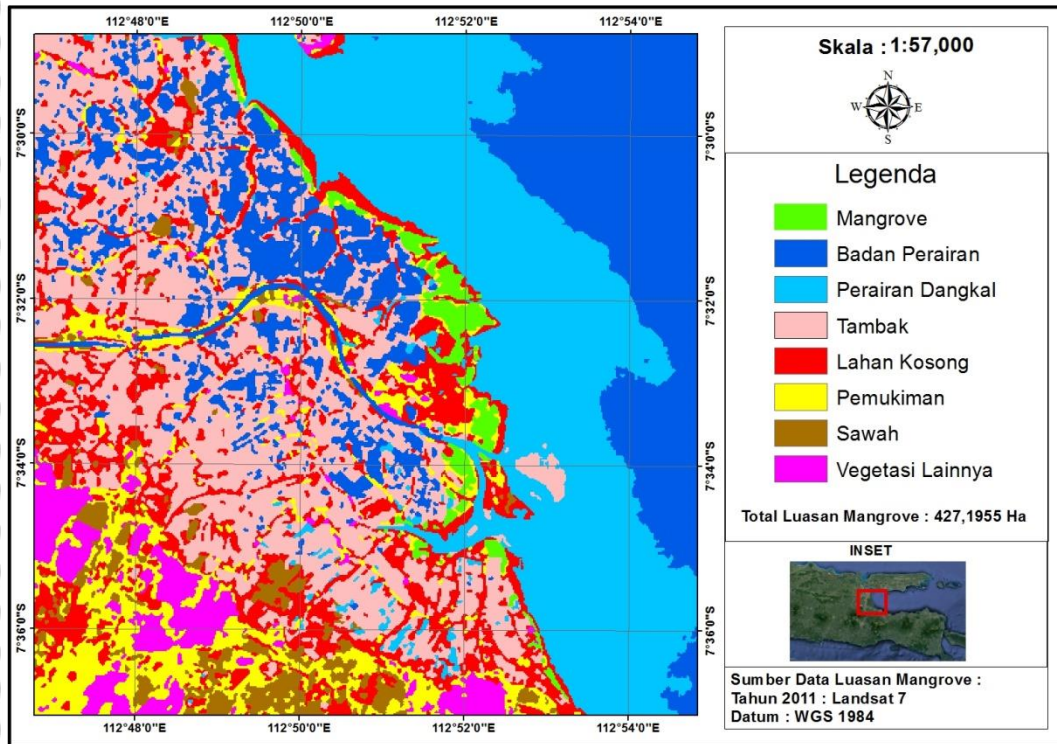 112°48'0"E 112°50'0"E 112°52'0"E 112°54'0"E
7°30'0"S 7°30'0"S
7°32'0"S 7°32'0"S
7°34'0"S 7°34'0"S
7°36'0"S 7°36'0"S
112°48'0"E 112°50'0"E 112°52'0"E 112°54'0"E
Skala : 1:57,000
N
W E
S
Legenda
Mangrove
Badan Perairan
Perairan Dangkal
Tambak
Lahan Kosong
Pemukiman
Sawah
Vegetasi Lainnya
Total Luasan Mangrove : 427,1955 Ha
INSET
Sumber Data Luasan Mangrove :
Tahun 2011 : Landsat 7
Datum : WGS 1984